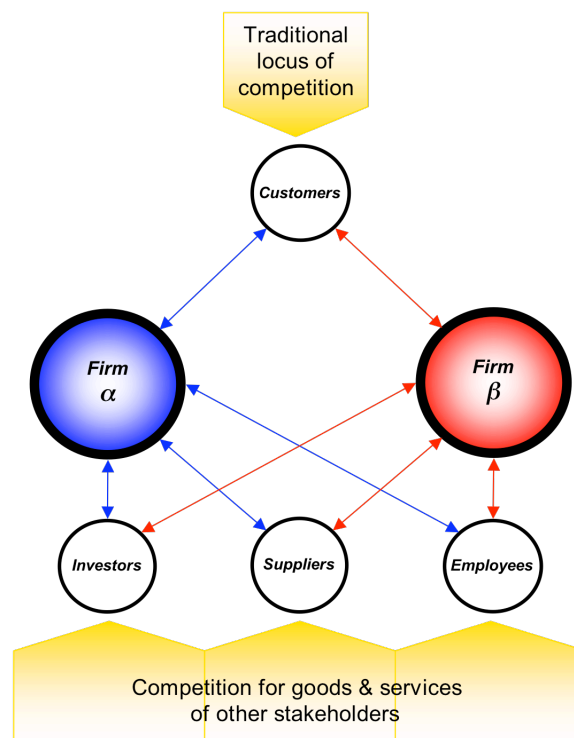 Traditional
locus of
competition
Customers
Firm
α
Firm
β
Investors
Suppliers
Employees
Competition for goods & services
of other stakeholders